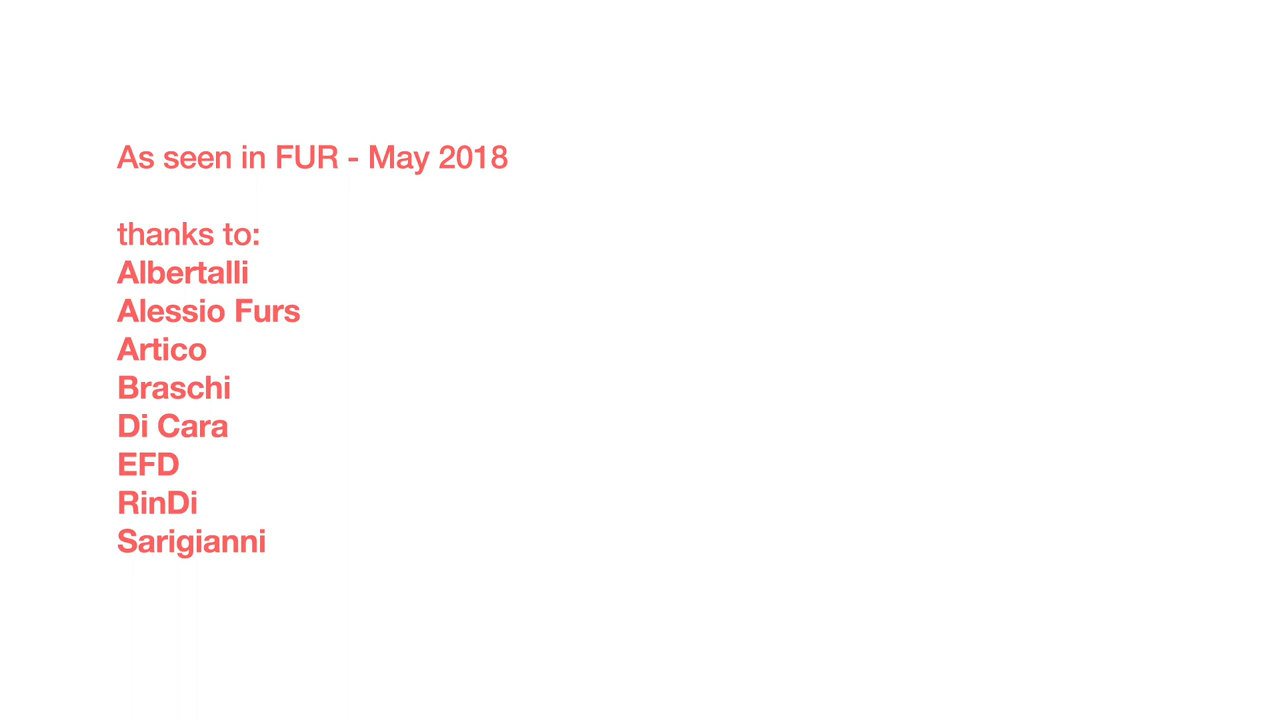 As seen in FUR - May 2018
thanks to:
Albertalli
Alessio Furs
Artico
Braschi
Di Cara
EFD
RinDi
Sarigianni